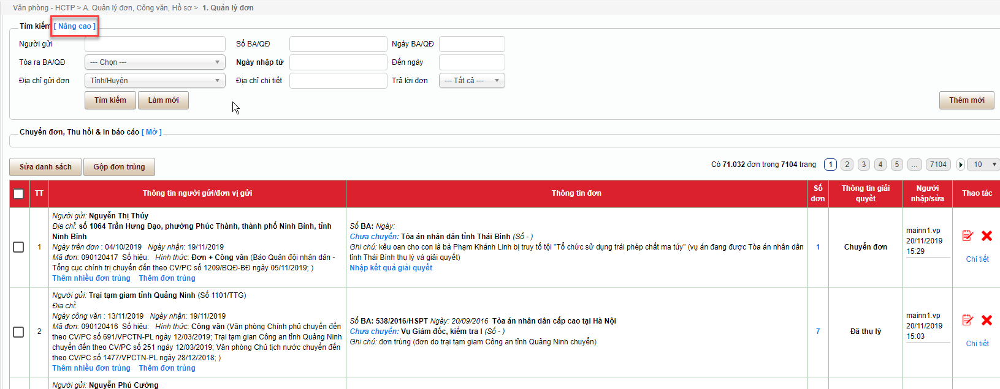 Văn phòng - HCTP > A. Quản lý đơn, Công văn, Hồ sơ > 1. Quản lý đơn
Tìm kiếm [ Nâng cao ]
Người gửi Số BA/QĐ Ngày BA/QĐ
Tòa ra BA/QĐ --- Chọn --- Ngày nhập từ Đến ngày
Địa chỉ gửi đơn Tỉnh/Huyện Địa chỉ chi tiết Trả lời đơn --- Tất cả ---
Tìm kiếm Làm mới Thêm mới
Chuyển đơn, Thu hồi & In báo cáo [ Mở ]
Sửa danh sách Gộp đơn trùng Có 71.032 đơn trong 7104 trang 1 2 3 4 5 ... 7104 10
TT Thông tin người gửi/đơn vị gửi Thông tin đơn Số đơn Thông tin giải quyết Người nhập/sửa Thao tác
Người gửi: Nguyễn Thị Thúy
Địa chỉ: số 1064 Trần Hưng Đạo, phường Phúc Thành, thành phố Ninh Bình, tỉnh
Ninh Bình
Ngày trên đơn : 04/10/2019 Ngày nhận: 19/11/2019
Mã đơn: 090120417 Số hiệu: Hình thức: Đơn + Công văn (Báo Quân đội nhân dân -
Tổng cục chính trị chuyển đến theo CV/PC số 1209/BQĐ-BĐ ngày 05/11/2019; )
Thêm nhiều đơn trùng Thêm đơn trùng
1
Số BA: Ngày:
Chưa chuyển: Tòa án nhân dân tỉnh Thái Bình (Số - )
Ghi chú: kêu oan cho con là bà Phạm Khánh Linh bị truy tố tội "Tổ chức sử dụng trái phép chất ma túy" (vụ án đang được Tòa án nhân dân
tỉnh Thái Bình thụ lý và giải quyết)
Nhập kết quả giải quyết
1
Chuyển đơn
mainn1.vp
20/11/2019
15:29
Chi tiết
Người gửi: Trại tạm giam tỉnh Quảng Ninh (Số 1101/TTG)
Địa chỉ:
Ngày công văn : 13/11/2019 Ngày nhận: 19/11/2019
Mã đơn: 090120416 Số hiệu: Hình thức: Công văn (Văn phòng Chính phủ chuyển đến
theo CV/PC số 691/VPCTN-PL ngày 12/03/2019; Trại tạm gian Công an tỉnh Quảng Ninh
chuyển đến theo CV/PC số 251 ngày 12/03/2019; Văn phòng Chủ tịch nước chuyển đến
theo CV/PC số 1477/VPCTN-PL ngày 28/12/2018; )
Thêm nhiều đơn trùng Thêm đơn trùng
2
Số BA: 538/2016/HSPT Ngày: 20/09/2016 Tòa án nhân dân cấp cao tại Hà Nội
Chưa chuyển: Vụ Giám đốc, kiểm tra I (Số - )
Ghi chú: đơn trùng (đơn do trại tạm giam Công an tỉnh Quảng Ninh chuyển)
7
Đã thụ lý
mainn1.vp
20/11/2019
15:03
Chi tiết
Người gửi: Nguyễn Phú Cường